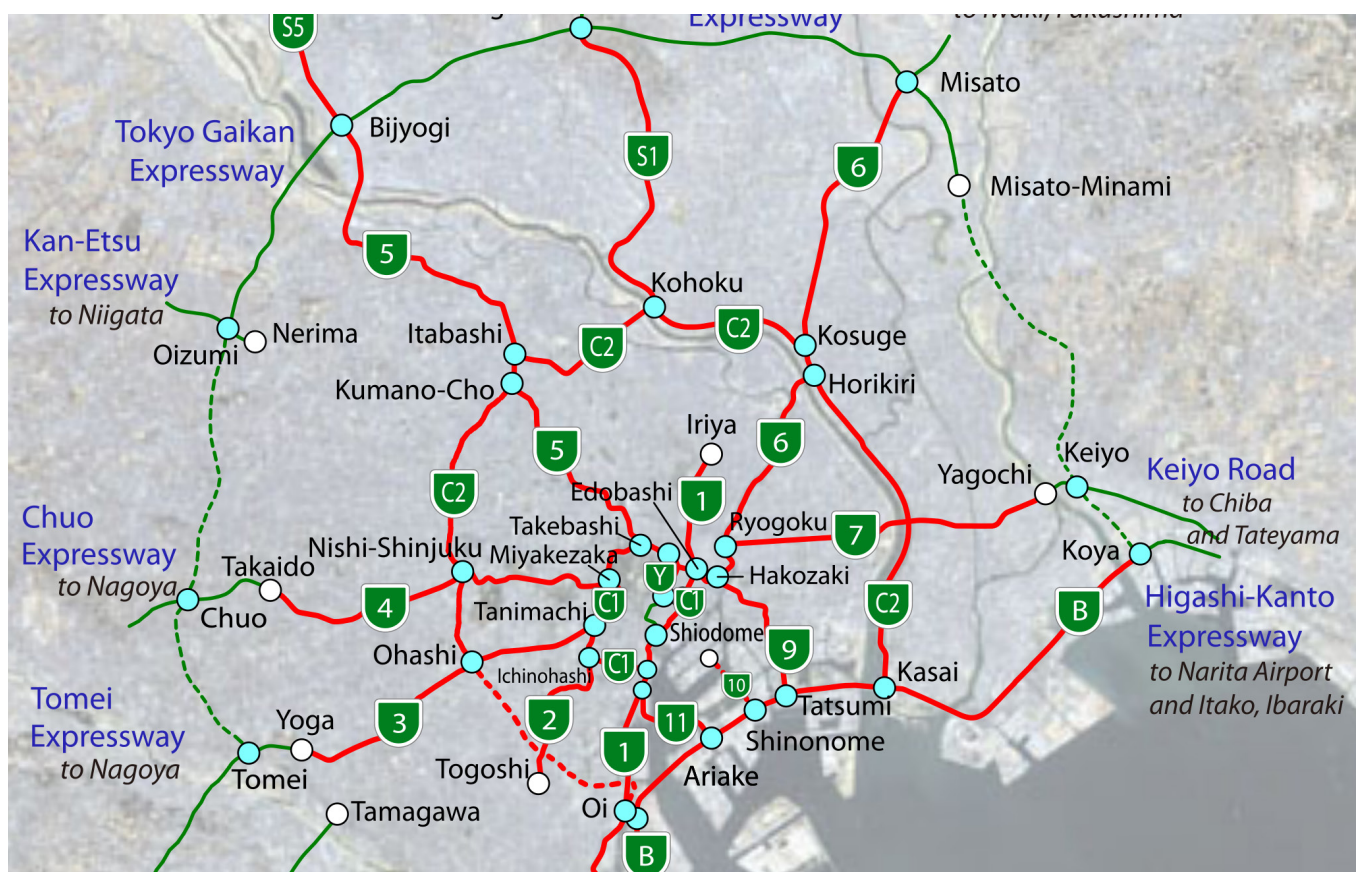 Expressway
to Iwaki, Fukushima
S5
Misato
Tokyo Gaikan
Expressway
Bijyogi
S1
6
Misato-Minami
Kan-Etsu
Expressway
to Niigata
5
Kohoku
Nerima
Oizumi
Itabashi
C2
C2
Kosuge
Kumano-Cho
Horikiri
Iriya
5
6
Keiyo
Yagochi
Keiyo Road
to Chiba
and Tateyama
C2
Edobashi
1
Chuo
Expressway
to Nagoya
Takebashi
Ryogoku
7
Koya
Nishi-Shinjuku
Miyakezaka
Takaido
Y
Hakozaki
Chuo
4
C1
C1
C2
B
Higashi-Kanto
Expressway
to Narita Airport
and Itako, Ibaraki
Tanimachi
Shiodome
Ohashi
Ichinohashi
C1
9
Kasai
10
Tomei
Expressway
to Nagoya
Yoga
3
2
11
Tatsumi
Shinonome
Tomei
1
Togoshi
Ariake
Tamagawa
Oi
B